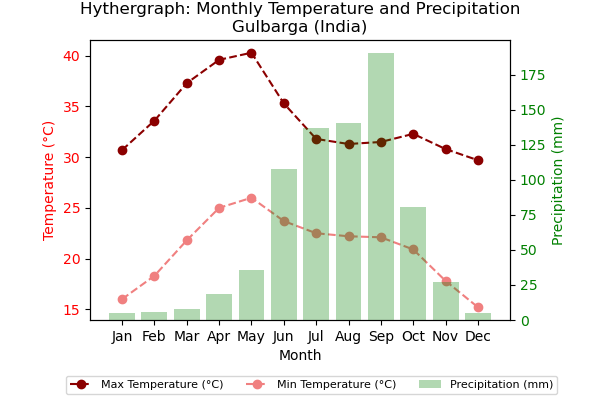 Hythergraph: Monthly Temperature and Precipitation
Gulbarga (India)
40
35
30
25
20
15
Temperature (°C)
175
150
125
100
75
50
25
0
Precipitation (mm)
Jan Feb Mar Apr May Jun Jul Aug Sep Oct Nov Dec
Month
Max Temperature (°C) Min Temperature (°C) Precipitation (mm)